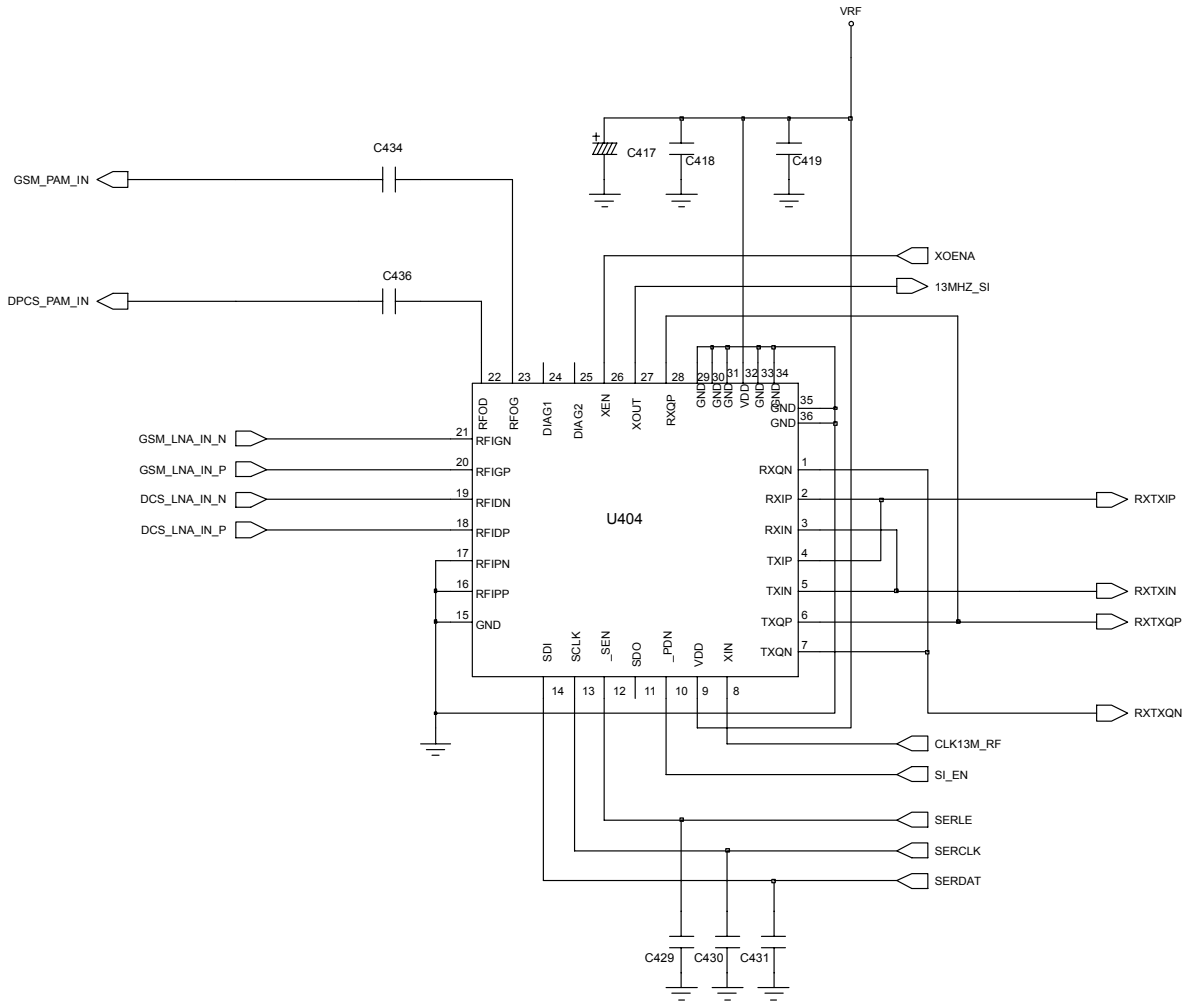 VRF
+
C417
C418
C419
C434
GSM_PAM_IN
XOENA
C436
13MHZ_SI
DPCS_PAM_IN
22
23
24
25
26
27
28
29
30
31
32
33
34
RFOD
RFOG
DIAG1
DIAG2
XEN
XOUT
RXQP
GND
GND
GND
VDD
GND
GND
GND
35
GND
36
GSM_LNA_IN_N
21
RFIGN
GSM_LNA_IN_P
20
RFIGP
RXQN
1
DCS_LNA_IN_N
19
RFIDN
RXIP
2
RXTXIP
U404
DCS_LNA_IN_P
18
RFIDP
RXIN
3
17
RFIPN
TXIP
4
16
RFIPP
TXIN
5
RXTXIN
15
GND
TXQP
6
RXTXQP
TXQN
7
SDI
SCLK
_SEN
SDO
_PDN
VDD
XIN
14
13
12
11
10
9
8
RXTXQN
CLK13M_RF
SI_EN
SERLE
SERCLK
SERDAT
C429
C430
C431